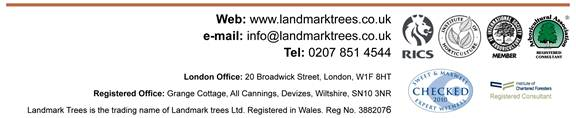 Web: www.landmarktrees.co.uk
e-mail: info@landmarktrees.co.uk
Tel: 0207 851 4544
London Office: 20 Broadwick Street, London, W1F 8HT
Registered Office: Grange Cottage, All Cannings, Devizes, Wiltshire, SN10 3NR
Landmark Trees is the trading name of Landmark trees Ltd. Registered in Wales. Reg No. 3882076
RICS
INSTITUTE OF HORTICULTURE
MEMBER
Arboricultural Association
REGISTERED
CONSULTANT
SWEET & MAXWELL
CHECKED
2010
EXPERT WITNESS
Institute of
Chartered Foresters
Registered Consultant